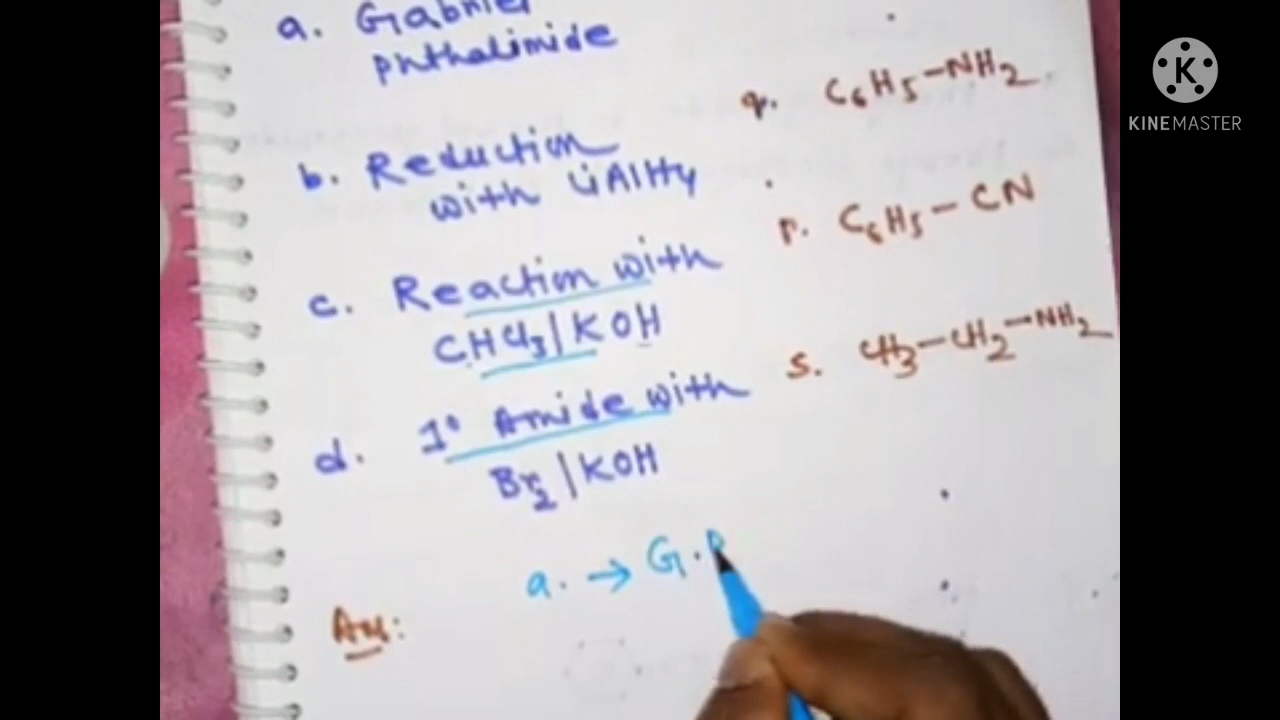 a. Gabriel
phthalimide
b. Reduction
with LiAlH4
c. Reaction with
CHCl3/KOH
d. 1° Amide with
Br2/KOH
q. C6H5-NH2
r. C6H5-CN
s. CH3-CH2-NH2
a. → G.P
Ans:
KINEMASTER